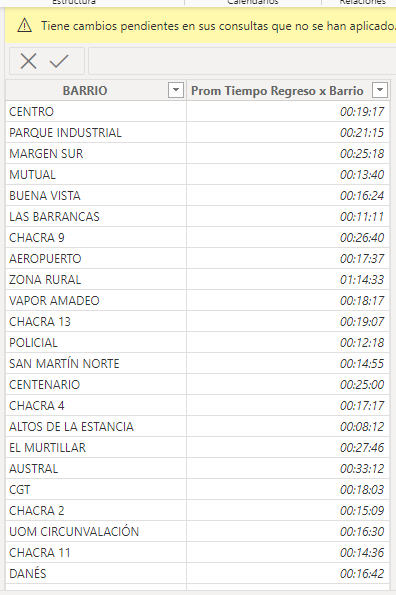 Estructura Calendarios Relaciones
Tiene cambios pendientes en sus consultas que no se han aplicado.
BARRIO Prom Tiempo Regreso x Barrio
CENTRO 00:19:17
PARQUE INDUSTRIAL 00:21:15
MARGEN SUR 00:25:18
MUTUAL 00:13:40
BUENA VISTA 00:16:24
LAS BARRANCAS 00:11:11
CHACRA 9 00:26:40
AEROPUERTO 00:17:37
ZONA RURAL 01:14:33
VAPOR AMADEO 00:18:17
CHACRA 13 00:19:07
POLICIAL 00:12:18
SAN MARTÍN NORTE 00:14:55
CENTENARIO 00:25:00
CHACRA 4 00:17:17
ALTOS DE LA ESTANCIA 00:08:12
EL MURTILLAR 00:27:46
AUSTRAL 00:33:12
CGT 00:18:03
CHACRA 2 00:15:09
UOM CIRCUNVALACIÓN 00:16:30
CHACRA 11 00:14:36
DANÉS 00:16:42